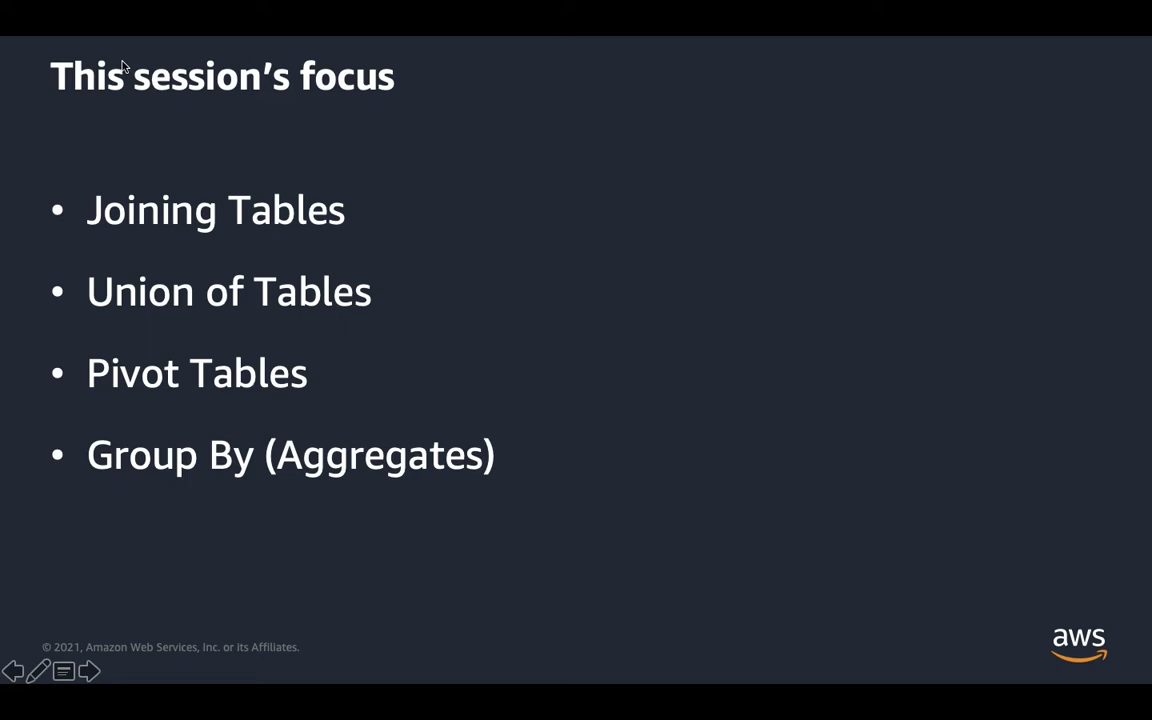 This session's focus
• Joining Tables
• Union of Tables
• Pivot Tables
• Group By (Aggregates)
© 2021, Amazon Web Services, Inc. or its Affiliates.
aws